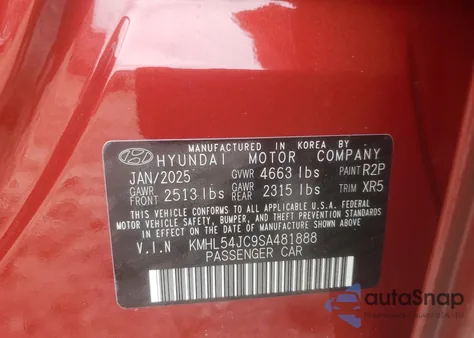 MANUFACTURED IN KOREA BY
HYUNDAI MOTOR COMPANY
JAN/2025 GVWR 4663 lbs PAINT R2P
GAWR FRONT 2513 lbs GAWR REAR 2315 lbs TRIM XR5
THIS VEHICLE CONFORMS TO ALL APPLICABLE U.S.A. FEDERAL
MOTOR VEHICLE SAFETY, BUMPER, AND THEFT PREVENTION
STANDARDS IN EFFECT ON THE DATE OF MANUFACTURE SHOWN ABOVE.
V.I.N KMHL54JC9SA481888
PASSENGER CAR
autoSnap